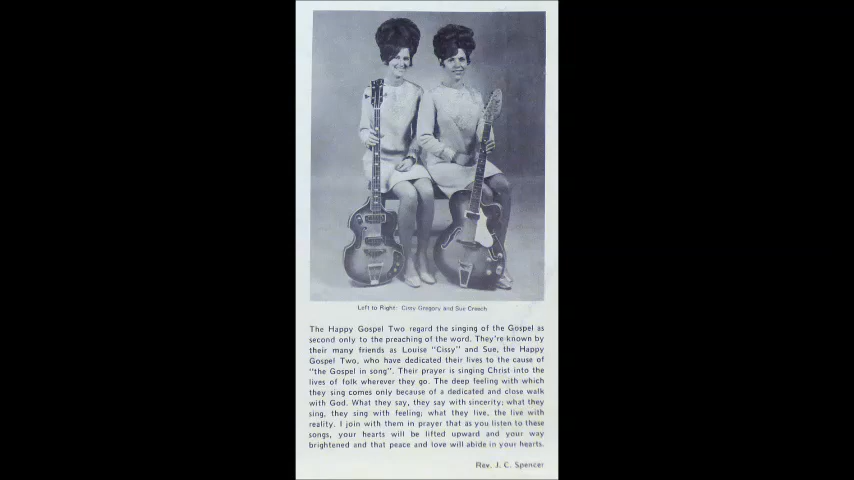 Left to Right: Cissy Gregory and Sue Creech
The Happy Gospel Two regard the singing of the Gospel as
second only to the preaching of the word. They're known by
their many friends as Louise "Cissy" and Sue, the Happy
Gospel Two, who have dedicated their lives to the cause of
"the Gospel in song". Their prayer is singing Christ into the
lives of folk wherever they go. The deep feeling with which
they sing comes only because of a dedicated and close walk
with God. What they say, they say with sincerity; what they
sing, they sing with feeling; what they live, the live with
reality. I join with them in prayer that as you listen to these
songs, your hearts will be lifted upward and your way
brightened and that peace and love will abide in your hearts.
Rev. J. C. Spencer